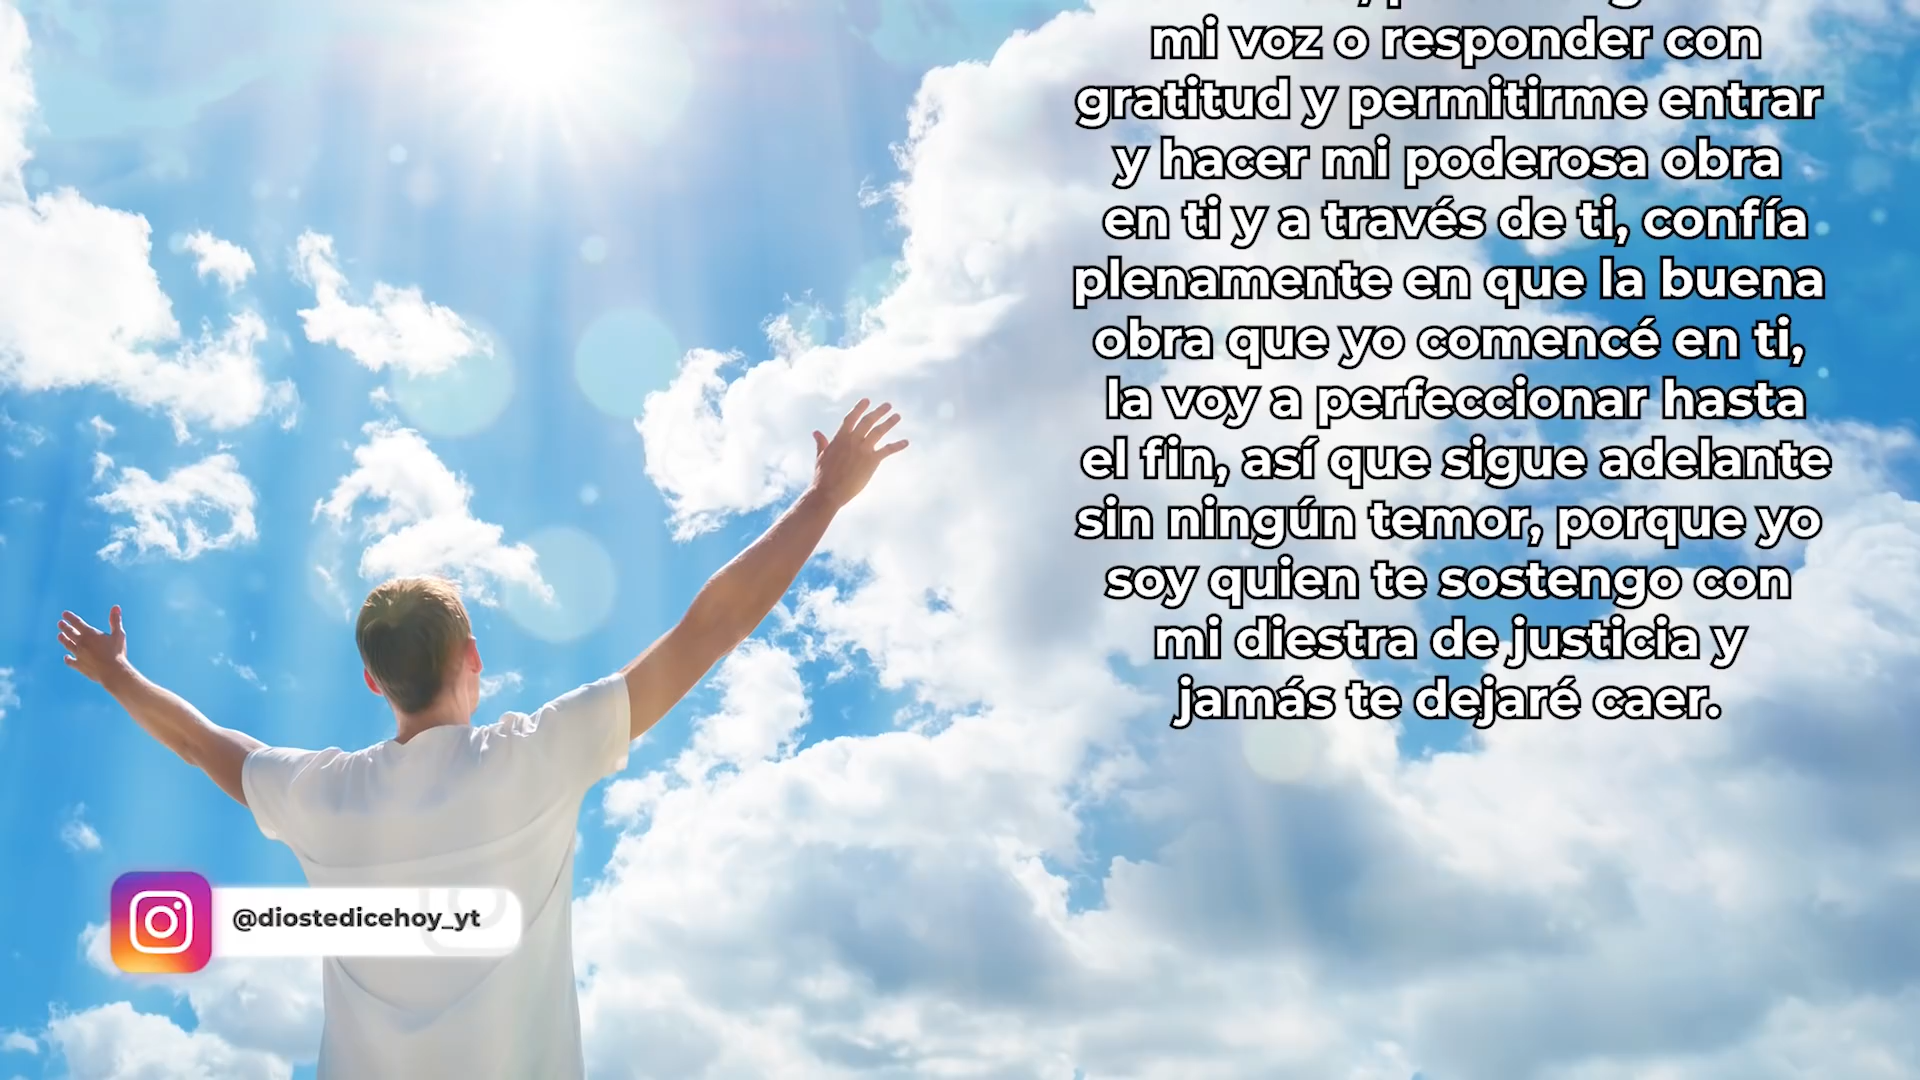 mi voz o responder con
gratitud y permitirme entrar
y hacer mi poderosa obra
en ti y a través de ti, confía
plenamente en que la buena
obra que yo comencé en ti,
la voy a perfeccionar hasta
el fin, así que sigue adelante
sin ningún temor, porque yo
soy quien te sostengo con
mi diestra de justicia y
jamás te dejaré caer.
@diostedicehoy_yt